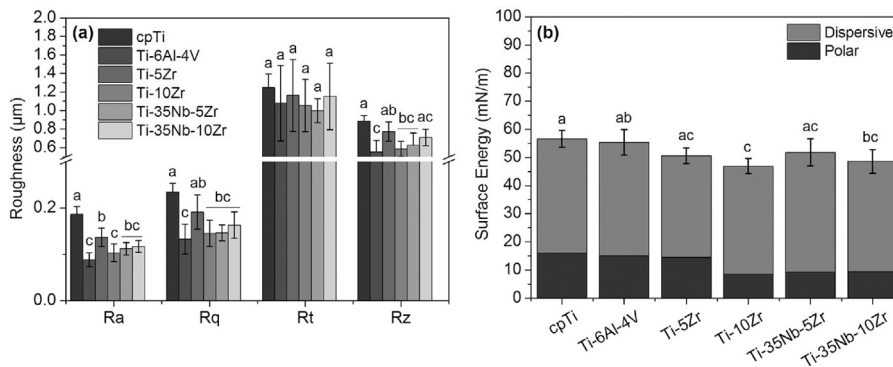 (a)
cpTi
Ti-6Al-4V
Ti-5Zr
Ti-10Zr
Ti-35Nb-5Zr
Ti-35Nb-10Zr
Roughness (μm)
1.8
1.6
1.4
1.2
1.0
0.8
0.6
0.2
0.0
a c b c bc
a c ab bc
a a a a a a
a c ab bc ac
Ra Rq Rt Rz
(b)
Dispersive
Polar
Surface Energy (mN/m)
100
90
80
70
60
50
40
30
20
10
0
a ab ac c ac bc
cpTi
Ti-6Al-4V
Ti-5Zr
Ti-10Zr
Ti-35Nb-5Zr
Ti-35Nb-10Zr